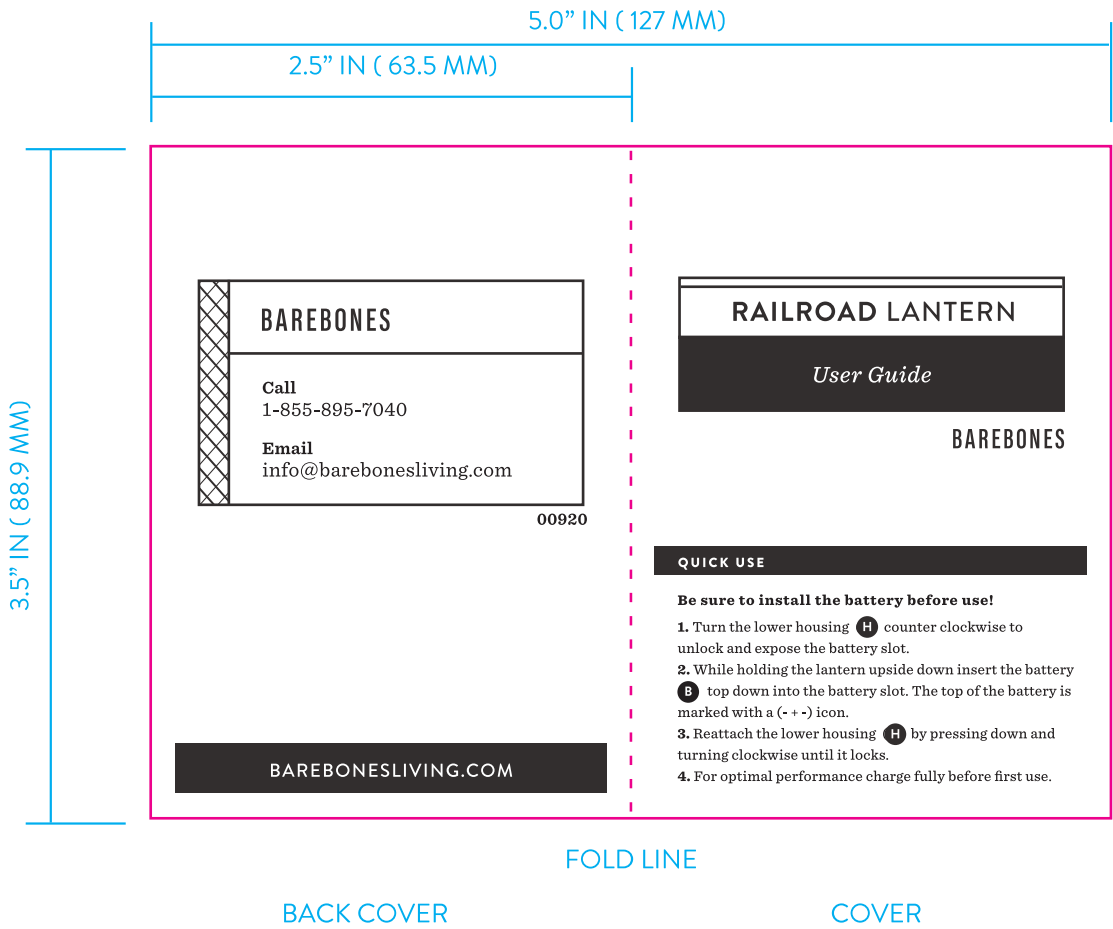 5.0” IN ( 127 MM)
2.5” IN ( 63.5 MM)
3.5” IN ( 88.9 MM)
BAREBONES
Call
1-855-895-7040
Email
info@barebonesliving.com
00920
BAREBONESLIVING.COM
RAILROAD LANTERN
User Guide
BAREBONES
QUICK USE
Be sure to install the battery before use!
1. Turn the lower housing H counter clockwise to
unlock and expose the battery slot.
2. While holding the lantern upside down insert the battery
B top down into the battery slot. The top of the battery is
marked with a (- + -) icon.
3. Reattach the lower housing H by pressing down and
turning clockwise until it locks.
4. For optimal performance charge fully before first use.
FOLD LINE
BACK COVER
COVER